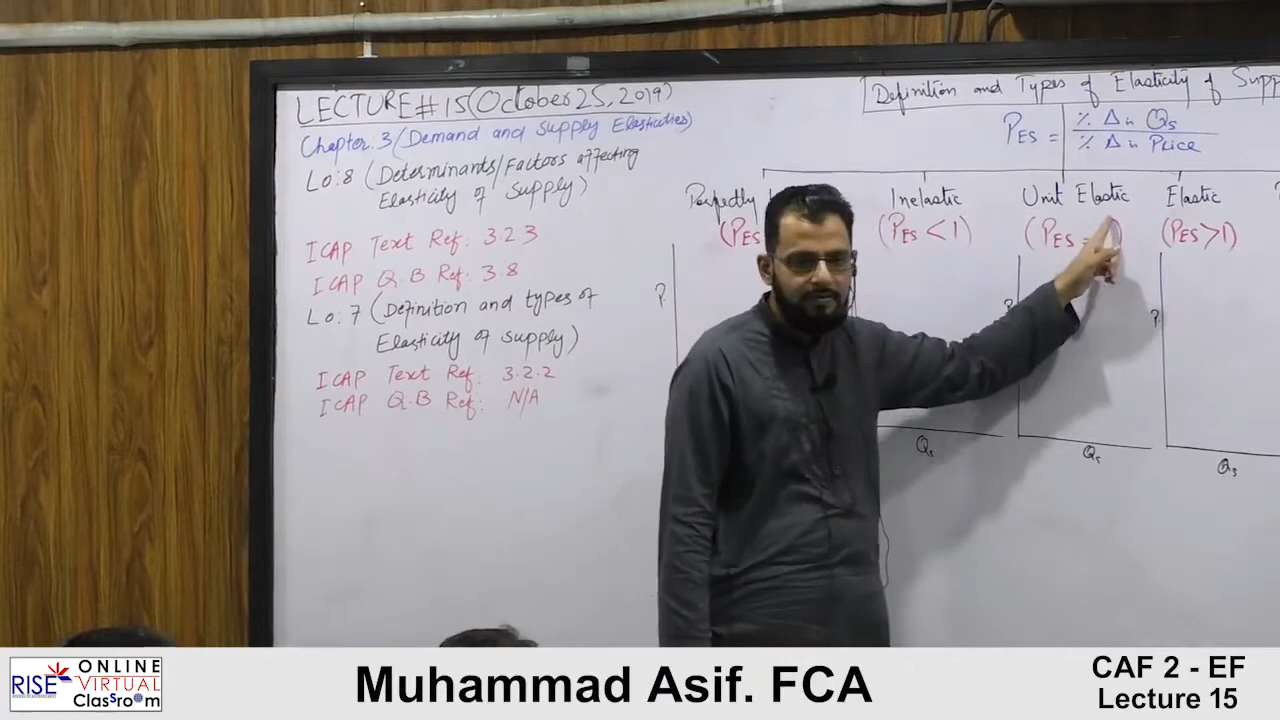 LECTURE#15(October 25, 2019)
Chapter: 3 (Demand and Supply Elasticities)
Lo: 8 (Determinants/Factors affecting
Elasticity of Supply)
ICAP Text Ref: 3.2.3
ICAP Q.B Ref: 3.8
Lo: 7 (Definition and types of
Elasticity of supply)
ICAP Text Ref: 3.2.2
ICAP Q.B Ref: N/A
Definition and Types of Elasticity of
PES = % Δ in Qs
% Δ in Price
Perfectly
(PES
Inelastic
(PES < 1)
Unit Elastic
(PES
Elastic
(PES > 1)
P.
P.
Qs
Qs
Qs
RISE
ONLINE
VIRTUAL
Classroom
Muhammad Asif. FCA
CAF 2 - EF
Lecture 15